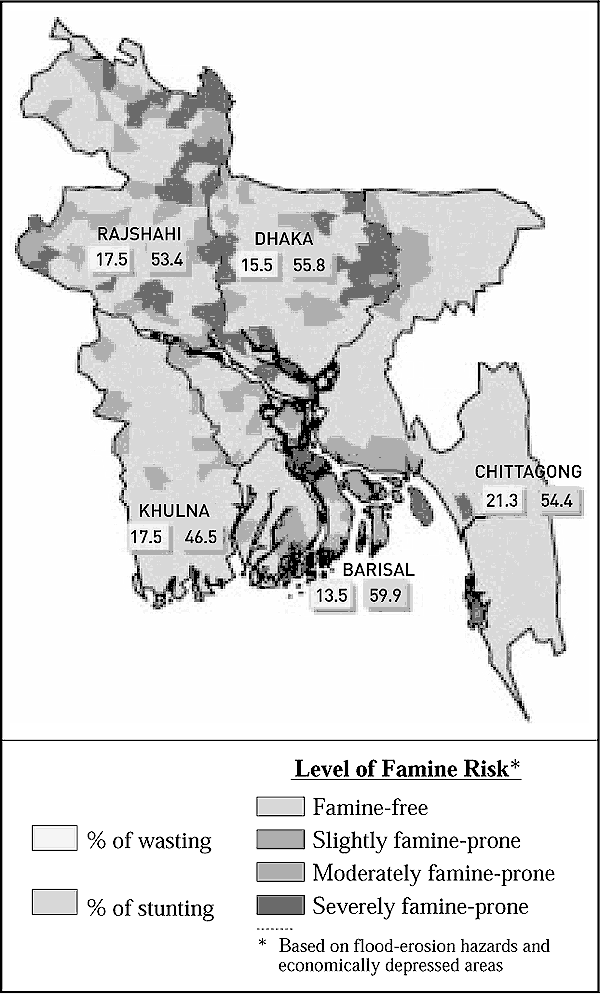 RAJSHAHI
17.5 53.4
DHAKA
15.5 55.8
CHITTAGONG
21.3 54.4
KHULNA
17.5 46.5
BARISAL
13.5 59.9
Level of Famine Risk*
Famine-free
% of wasting
Slightly famine-prone
Moderately famine-prone
% of stunting
Severely famine-prone
* Based on flood-erosion hazards and
economically depressed areas